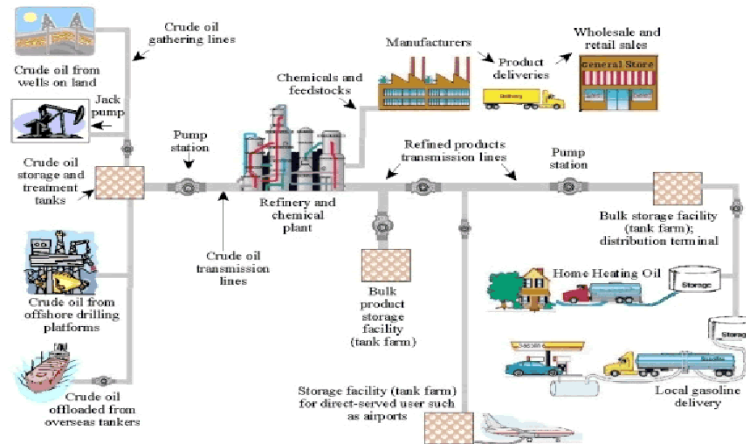 Crude oil
gathering lines
Crude oil from
wells on land
Jack
pump
Crude oil
storage and
treatment
tanks
Pump
station
Chemicals and
feedstocks
Manufacturers
Product
deliveries
Delivery
Wholesale and
retail sales
General Store
Refinery and
chemical
plant
Refined products
transmission lines
Pump
station
Crude oil
transmission
lines
Bulk storage facility
(tank farm);
distribution terminal
Crude oil from
offshore drilling
platforms
Bulk
product
storage
facility
(tank farm)
Home Heating Oil
Storage
Storage
Local gasoline
delivery
Crude oil
offloaded from
overseas tankers
Storage facility (tank farm)
for direct-served user such
as airports